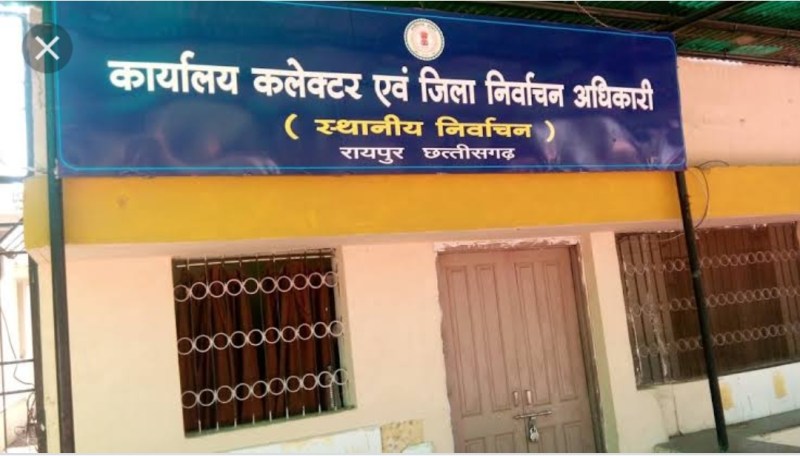 कार्यालय कलेक्टर एवं जिला निर्वाचन अधिकारी
( स्थानीय निर्वाचन )
रायपुर छत्तीसगढ़